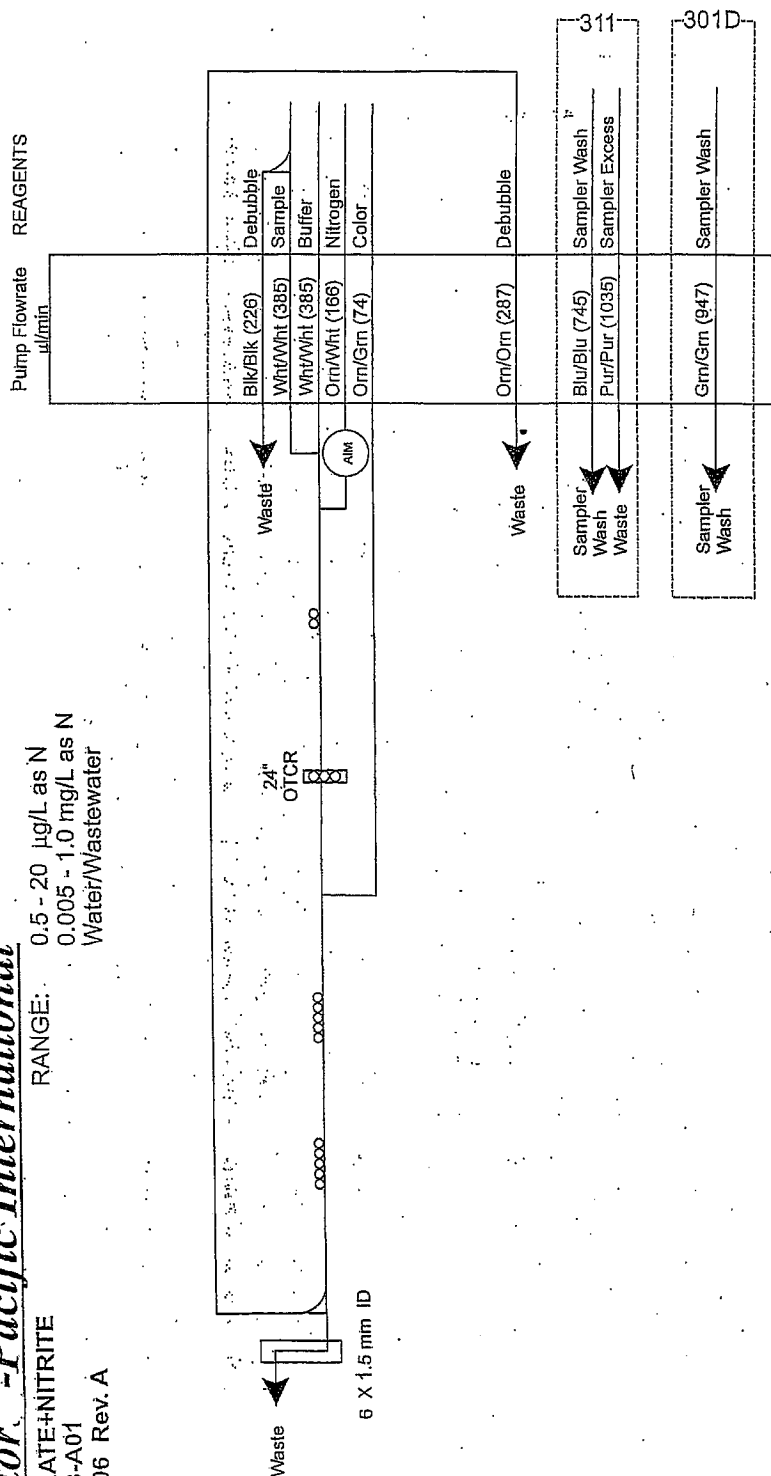 -Pacific International
ATE+NITRITE
-A01
06 Rev. A
RANGE: 0.5 - 20 µg/L as N
0.005 - 1.0 mg/L as N
Water/Wastewater
Pump Flowrate
µl/min
REAGENTS
Blk/Blk (226) Debubble
Wht/Wht (385) Sample
Wht/Wht (385) Buffer
Orn/Wht (166) Nitrogen
Orn/Grn (74) Color
Waste
AIM
24"
OTCR
Waste
6 X 1.5 mm ID
Orn/Orn (287) Debubble
Waste
311
Blu/Blu (745) Sampler Wash
Pur/Pur (1035) Sampler Excess
Sampler
Wash
Waste
301D
Grn/Grn (947) Sampler Wash
Sampler
Wash